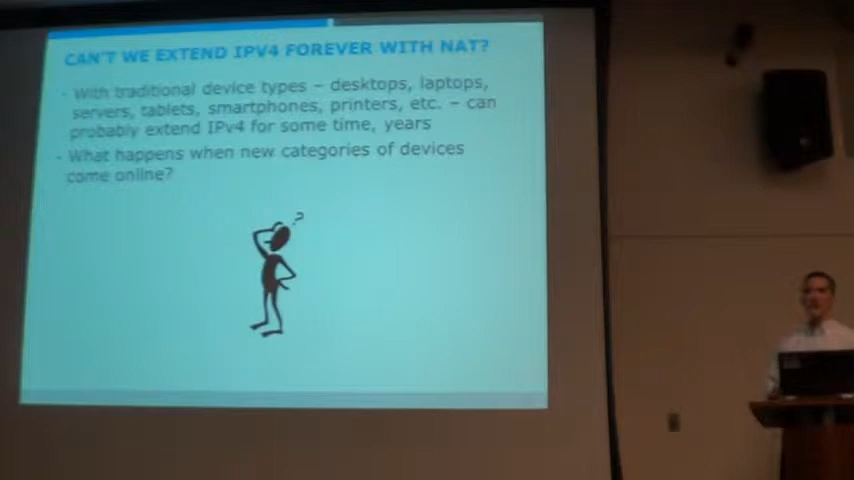 CAN'T WE EXTEND IPV4 FOREVER WITH NAT?
- With traditional device types – desktops, laptops,
servers, tablets, smartphones, printers, etc. – can
probably extend IPv4 for some time, years
- What happens when new categories of devices
come online?
?